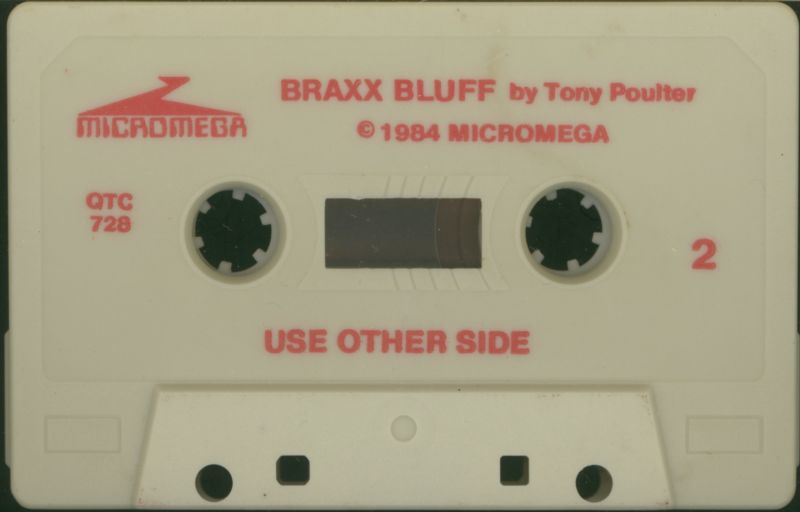 BRAXX BLUFF by Tony Poulter
© 1984 MICROMEGA
MICROMEGA
QTC
728
2
USE OTHER SIDE